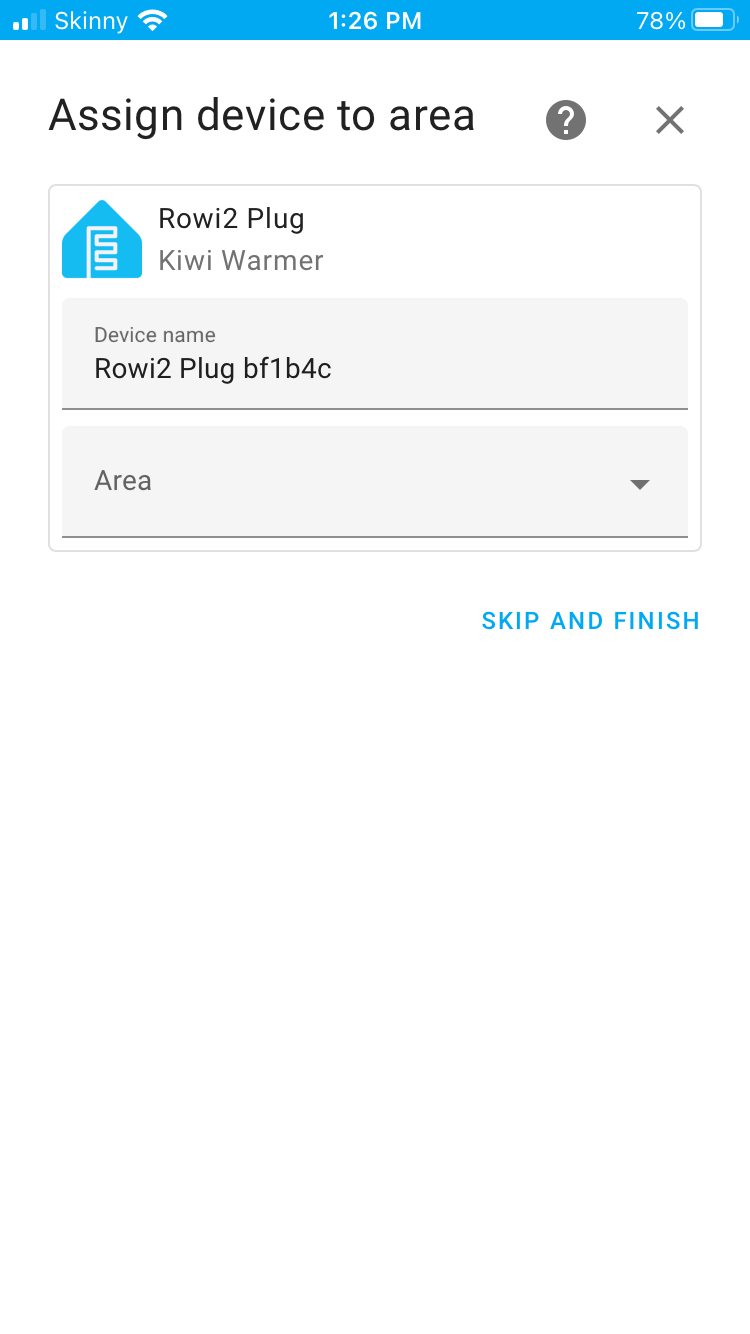 Skinny 1:26 PM 78%
Assign device to area
Rowi2 Plug
Kiwi Warmer
Device name
Rowi2 Plug bf1b4c
Area
SKIP AND FINISH